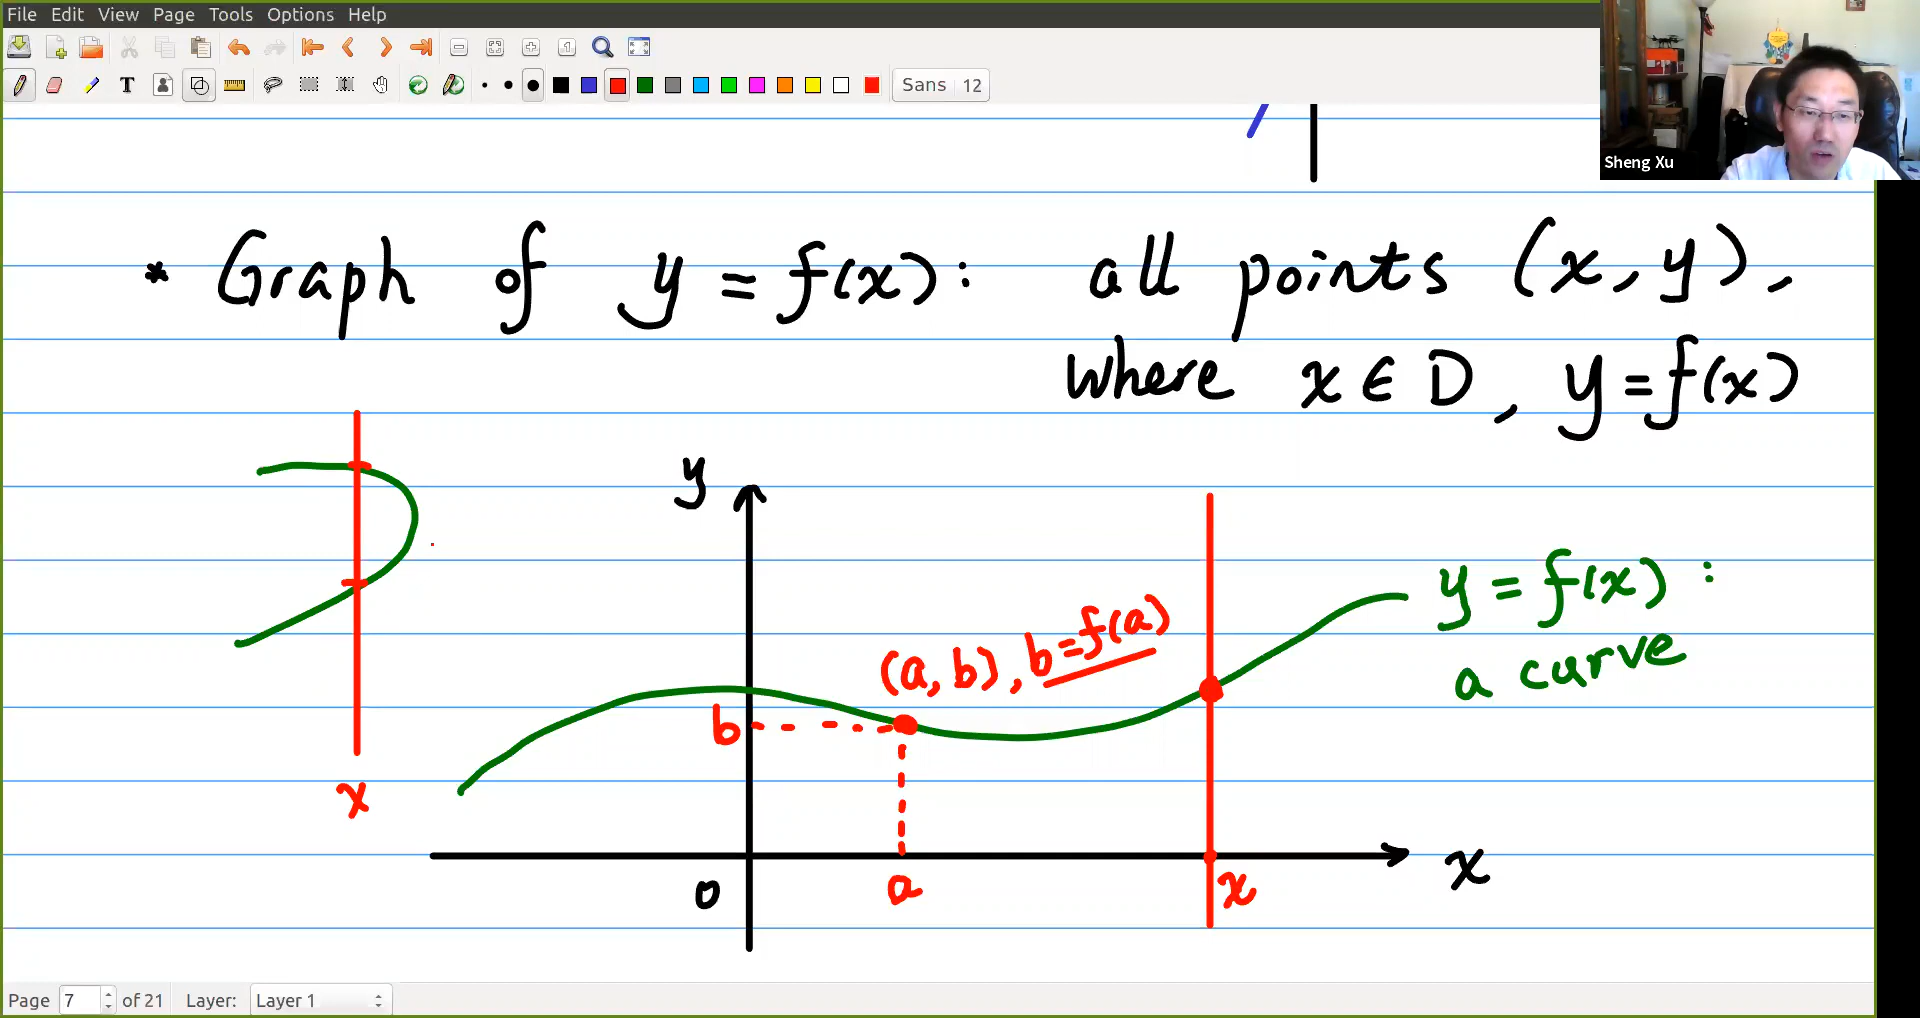 File Edit View Page Tools Options Help
Sans 12
Sheng Xu
* Graph of y = f(x): all points (x, y),
where x ∈ D, y = f(x)
y
(a, b), b = f(a)
y = f(x) :
a curve
b
x
0
a
x
x
Page 7 of 21 Layer: Layer 1